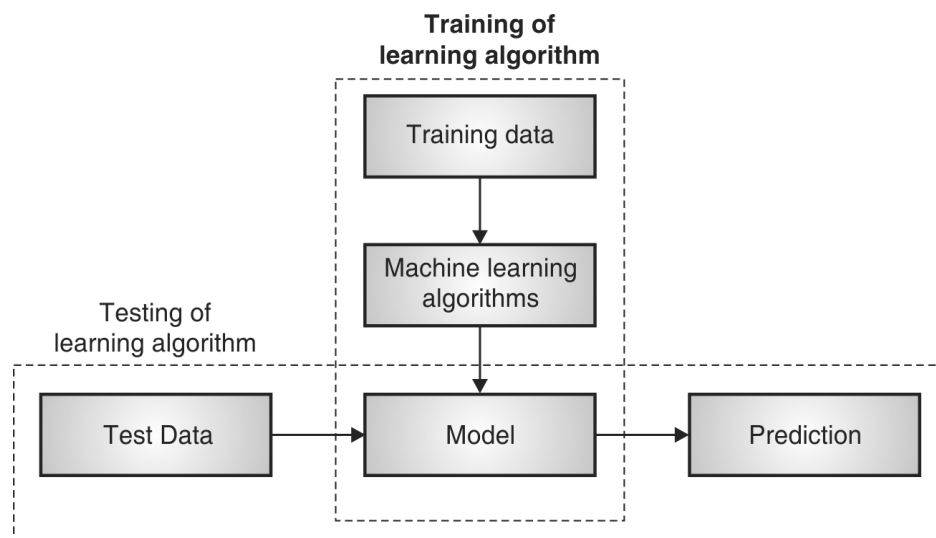 Training of
learning algorithm
Training data
Machine learning
algorithms
Testing of
learning algorithm
Test Data
Model
Prediction